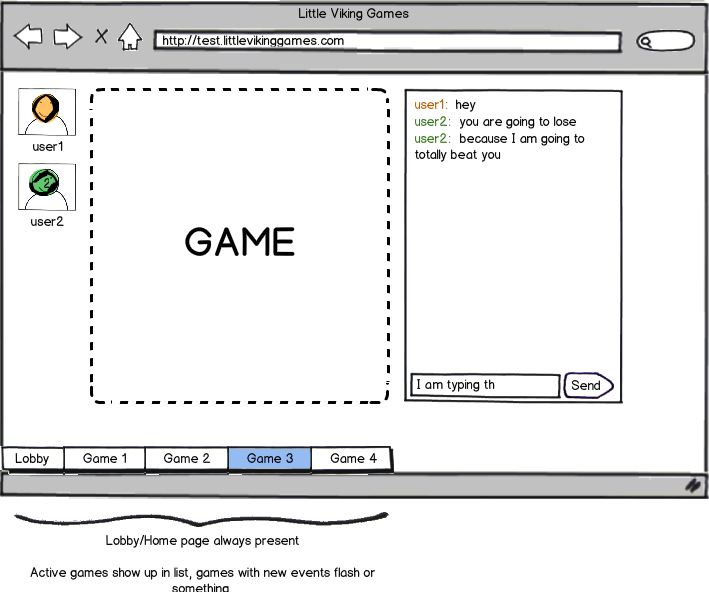 Little Viking Games
X
http://test.littlevikinggames.com
user1
user2
GAME
user1: hey
user2: you are going to lose
user2: because I am going to
totally beat you
I am typing th
Send
Lobby
Game 1
Game 2
Game 3
Game 4
Lobby/Home page always present
Active games show up in list, games with new events flash or
something